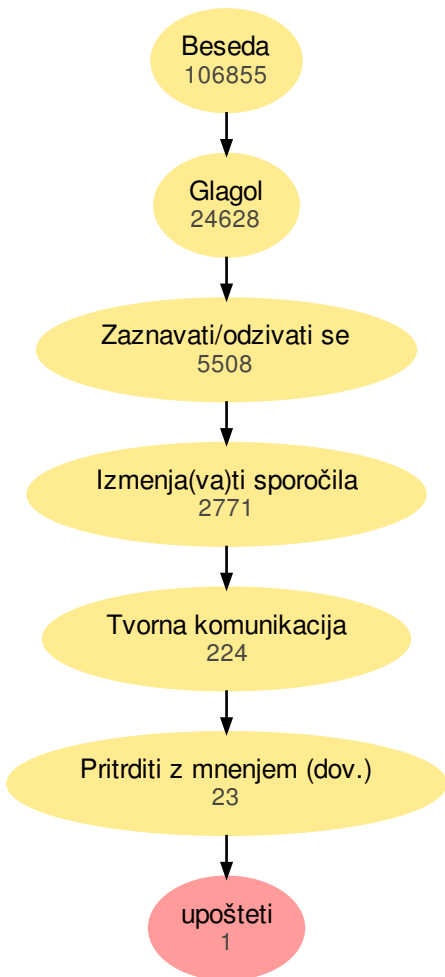 Beseda
106855
Glagol
24628
Zaznavati/odzivati se
5508
Izmenja(va)ti sporočila
2771
Tvorna komunikacija
224
Pritrditi z mnenjem (dov.)
23
upošteti
1